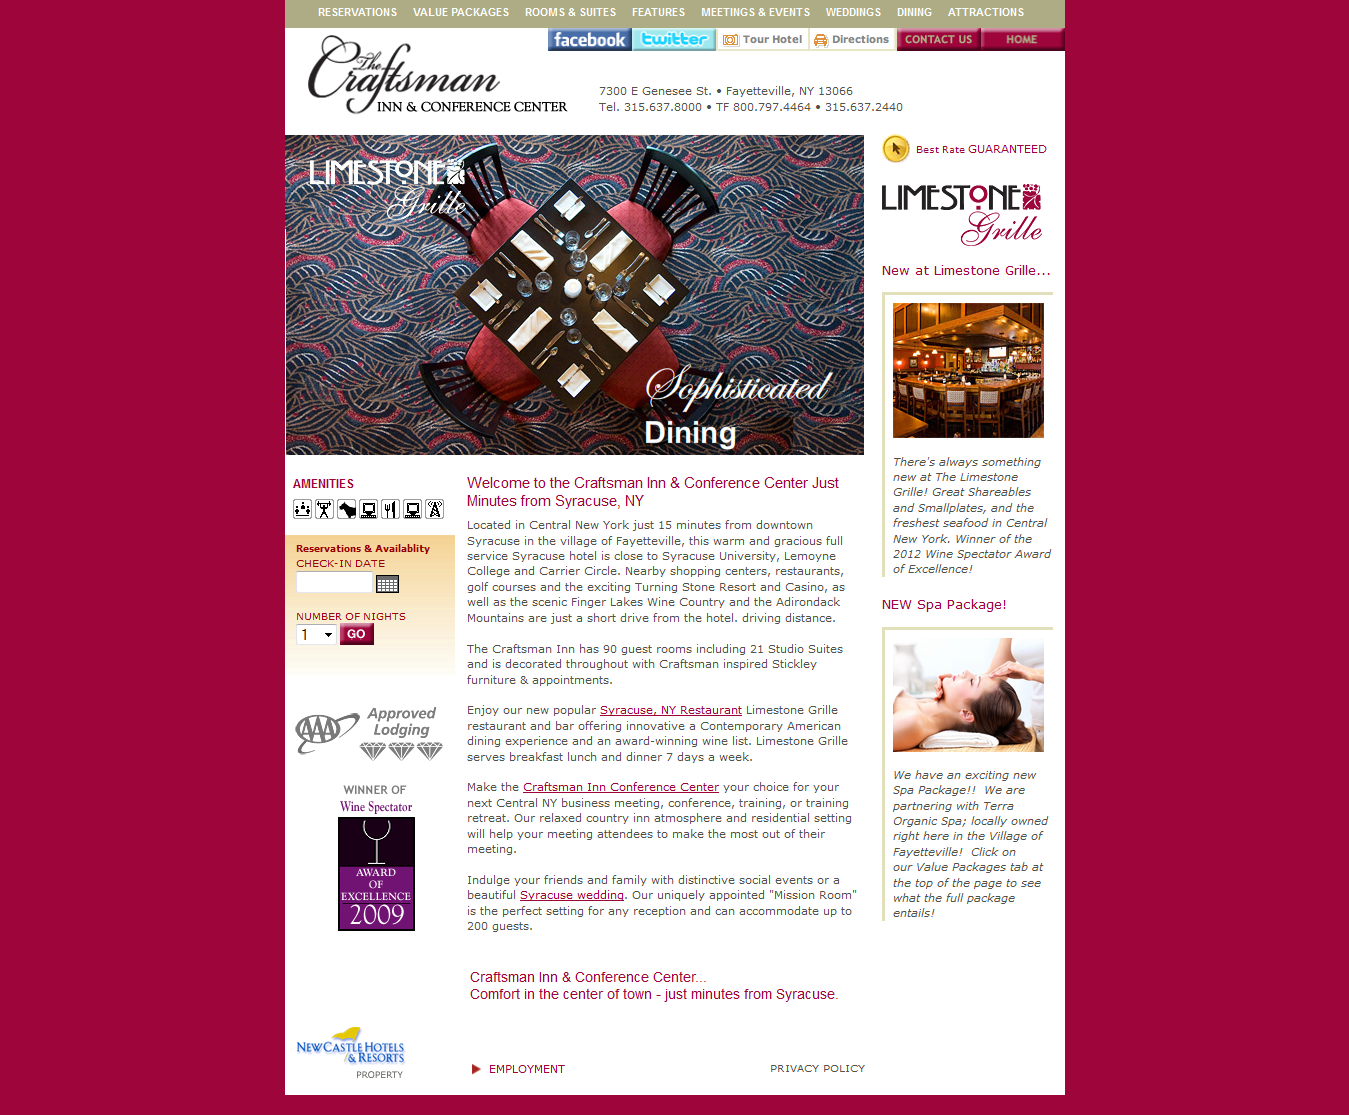 RESERVATIONS VALUE PACKAGES ROOMS & SUITES FEATURES MEETINGS & EVENTS WEDDINGS DINING ATTRACTIONS
facebook twitter Tour Hotel Directions CONTACT US HOME
The Craftsman
INN & CONFERENCE CENTER
7300 E Genesee St. • Fayetteville, NY 13066
Tel. 315.637.8000 • TF 800.797.4464 • 315.637.2440
LIMESTONE
Grille
Sophisticated
Dining
Best Rate GUARANTEED
LIMESTONE
Grille
New at Limestone Grille...
There's always something
new at The Limestone
Grille! Great Shareables
and Smallplates, and the
freshest seafood in Central
New York. Winner of the
2012 Wine Spectator Award
of Excellence!
NEW Spa Package!
We have an exciting new
Spa Package!! We are
partnering with Terra
Organic Spa; locally owned
right here in the Village of
Fayetteville! Click on
our Value Packages tab at
the top of the page to see
what the full package
entails!
AMENITIES
Reservations & Availablity
CHECK-IN DATE
NUMBER OF NIGHTS
1 GO
AAA Approved
Lodging
WINNER OF
Wine Spectator
AWARD
OF
EXCELLENCE
2009
NEWCASTLE HOTELS
& RESORTS
PROPERTY
Welcome to the Craftsman Inn & Conference Center Just
Minutes from Syracuse, NY
Located in Central New York just 15 minutes from downtown
Syracuse in the village of Fayetteville, this warm and gracious full
service Syracuse hotel is close to Syracuse University, Lemoyne
College and Carrier Circle. Nearby shopping centers, restaurants,
golf courses and the exciting Turning Stone Resort and Casino, as
well as the scenic Finger Lakes Wine Country and the Adirondack
Mountains are just a short drive from the hotel. driving distance.
The Craftsman Inn has 90 guest rooms including 21 Studio Suites
and is decorated throughout with Craftsman inspired Stickley
furniture & appointments.
Enjoy our new popular Syracuse, NY Restaurant Limestone Grille
restaurant and bar offering innovative a Contemporary American
dining experience and an award-winning wine list. Limestone Grille
serves breakfast lunch and dinner 7 days a week.
Make the Craftsman Inn Conference Center your choice for your
next Central NY business meeting, conference, training, or training
retreat. Our relaxed country inn atmosphere and residential setting
will help your meeting attendees to make the most out of their
meeting.
Indulge your friends and family with distinctive social events or a
beautiful Syracuse wedding. Our uniquely appointed "Mission Room"
is the perfect setting for any reception and can accommodate up to
200 guests.
Craftsman Inn & Conference Center...
Comfort in the center of town - just minutes from Syracuse.
EMPLOYMENT
PRIVACY POLICY